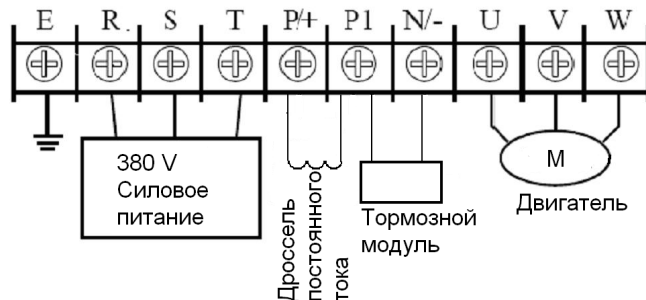 E R. S T P/+ P1 N/- U V W
380 V
Силовое
питание
Дроссель
постоянного
тока
Тормозной
модуль
M
Двигатель